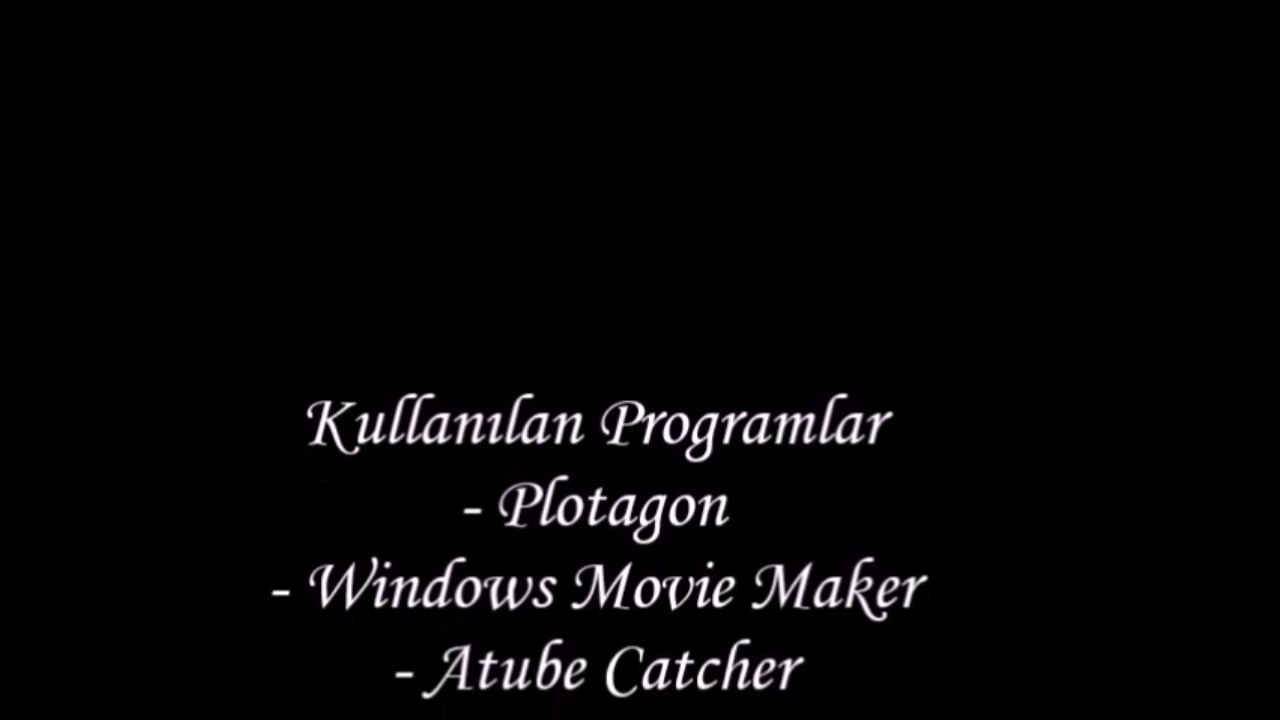 Kullanılan Programlar
- Plotagon
- Windows Movie Maker
- Atube Catcher